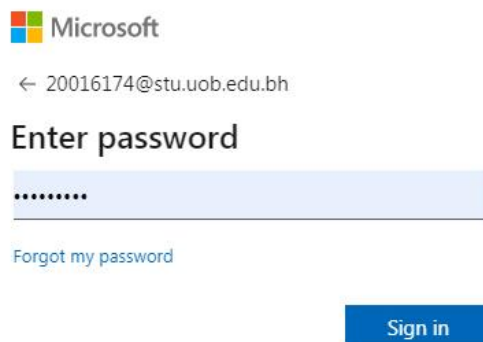 Microsoft
← 20016174@stu.uob.edu.bh
Enter password
•••••••••
Forgot my password
Sign in